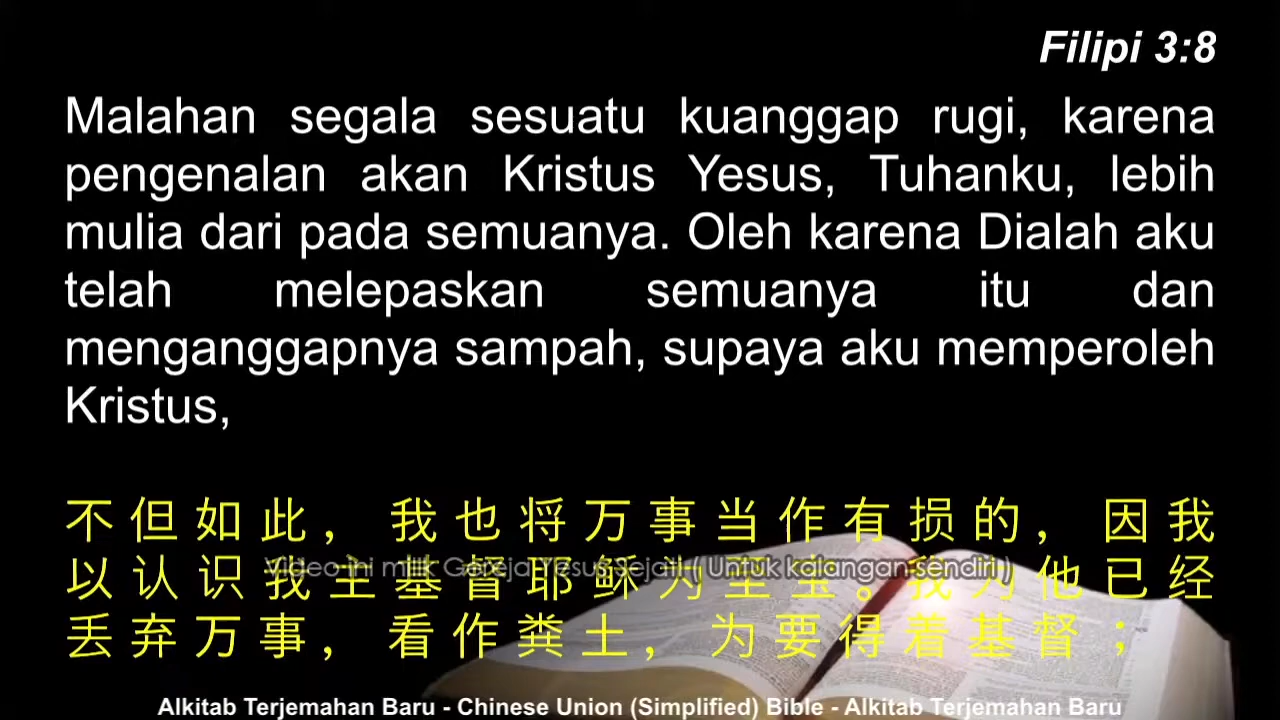 Filipi 3:8
Malahan segala sesuatu kuanggap rugi, karena
pengenalan akan Kristus Yesus, Tuhanku, lebih
mulia dari pada semuanya. Oleh karena Dialah aku
telah melepaskan semuanya itu dan
menganggapnya sampah, supaya aku memperoleh
Kristus,
不但如此，我也将万事当作有损的，因我
以认识我主基督耶稣为至宝。我为他已经
Video ini milik Gereja Yesus Sejati ( Untuk kalangan sendiri )
丢弃万事，看作粪土，为要得着基督；
Alkitab Terjemahan Baru - Chinese Union (Simplified) Bible - Alkitab Terjemahan Baru